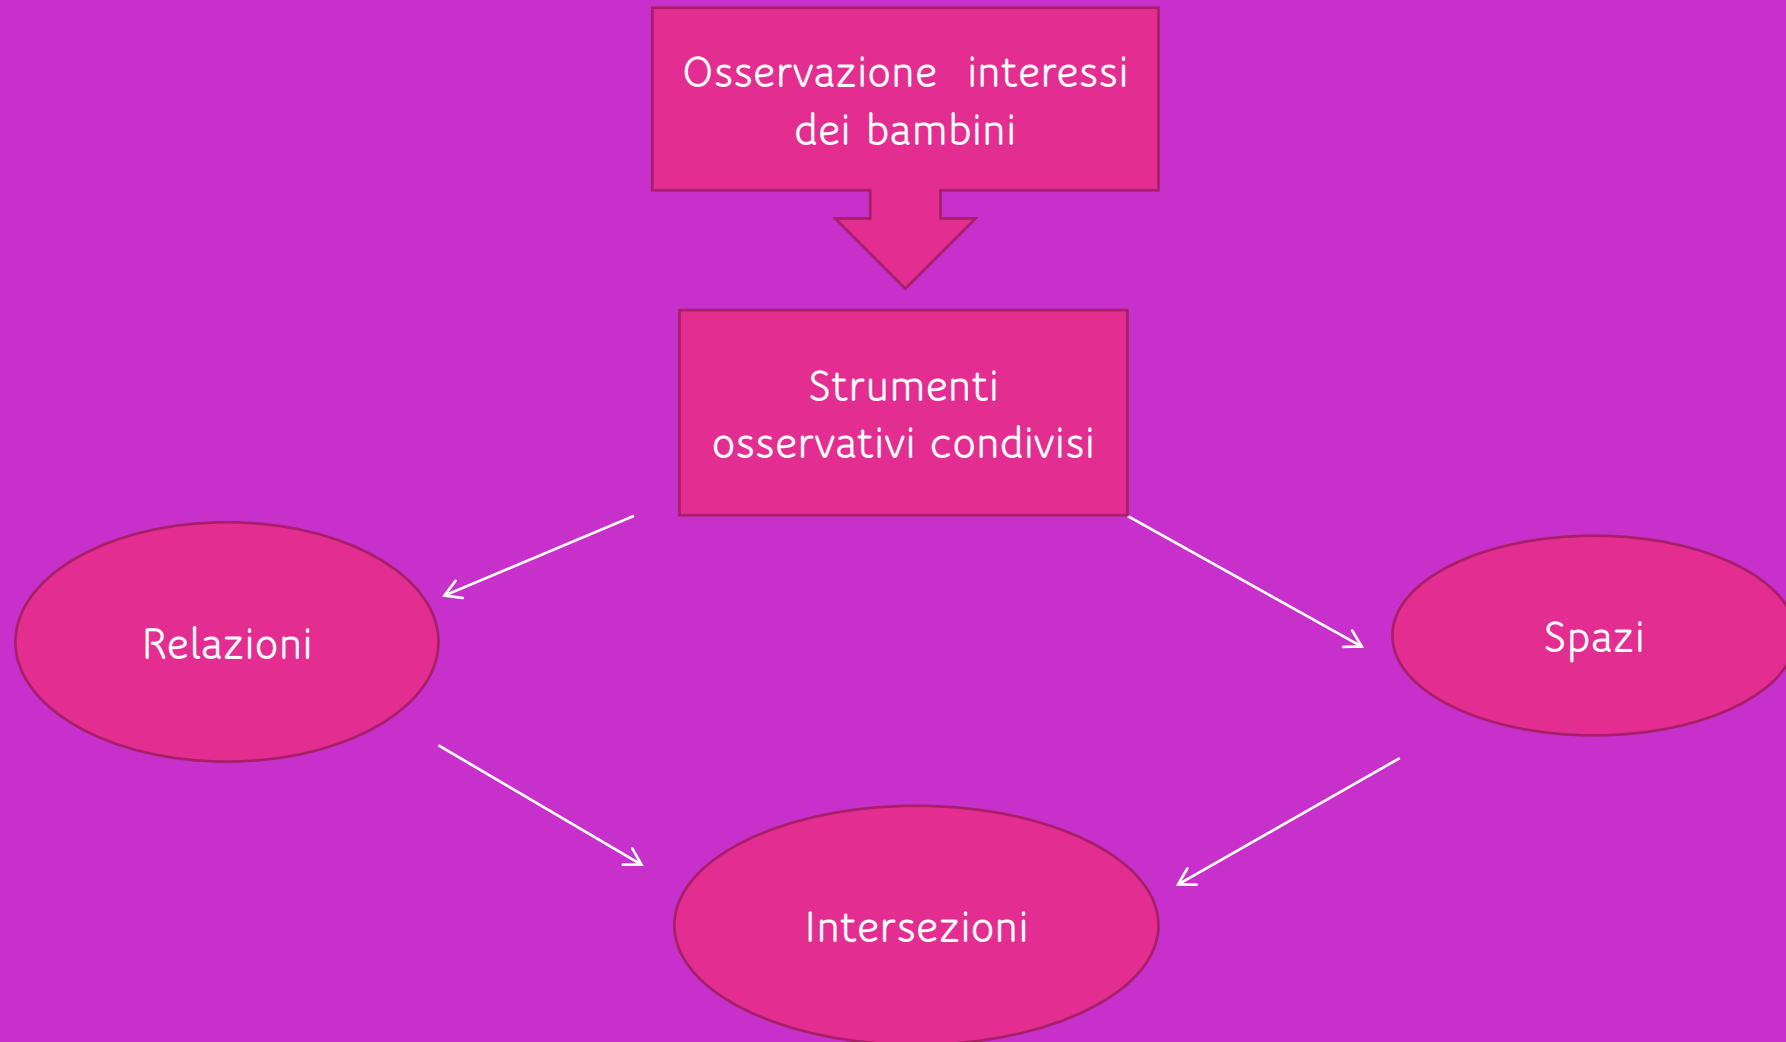 Osservazione interessi
dei bambini
Strumenti
osservativi condivisi
Relazioni
Spazi
Intersezioni